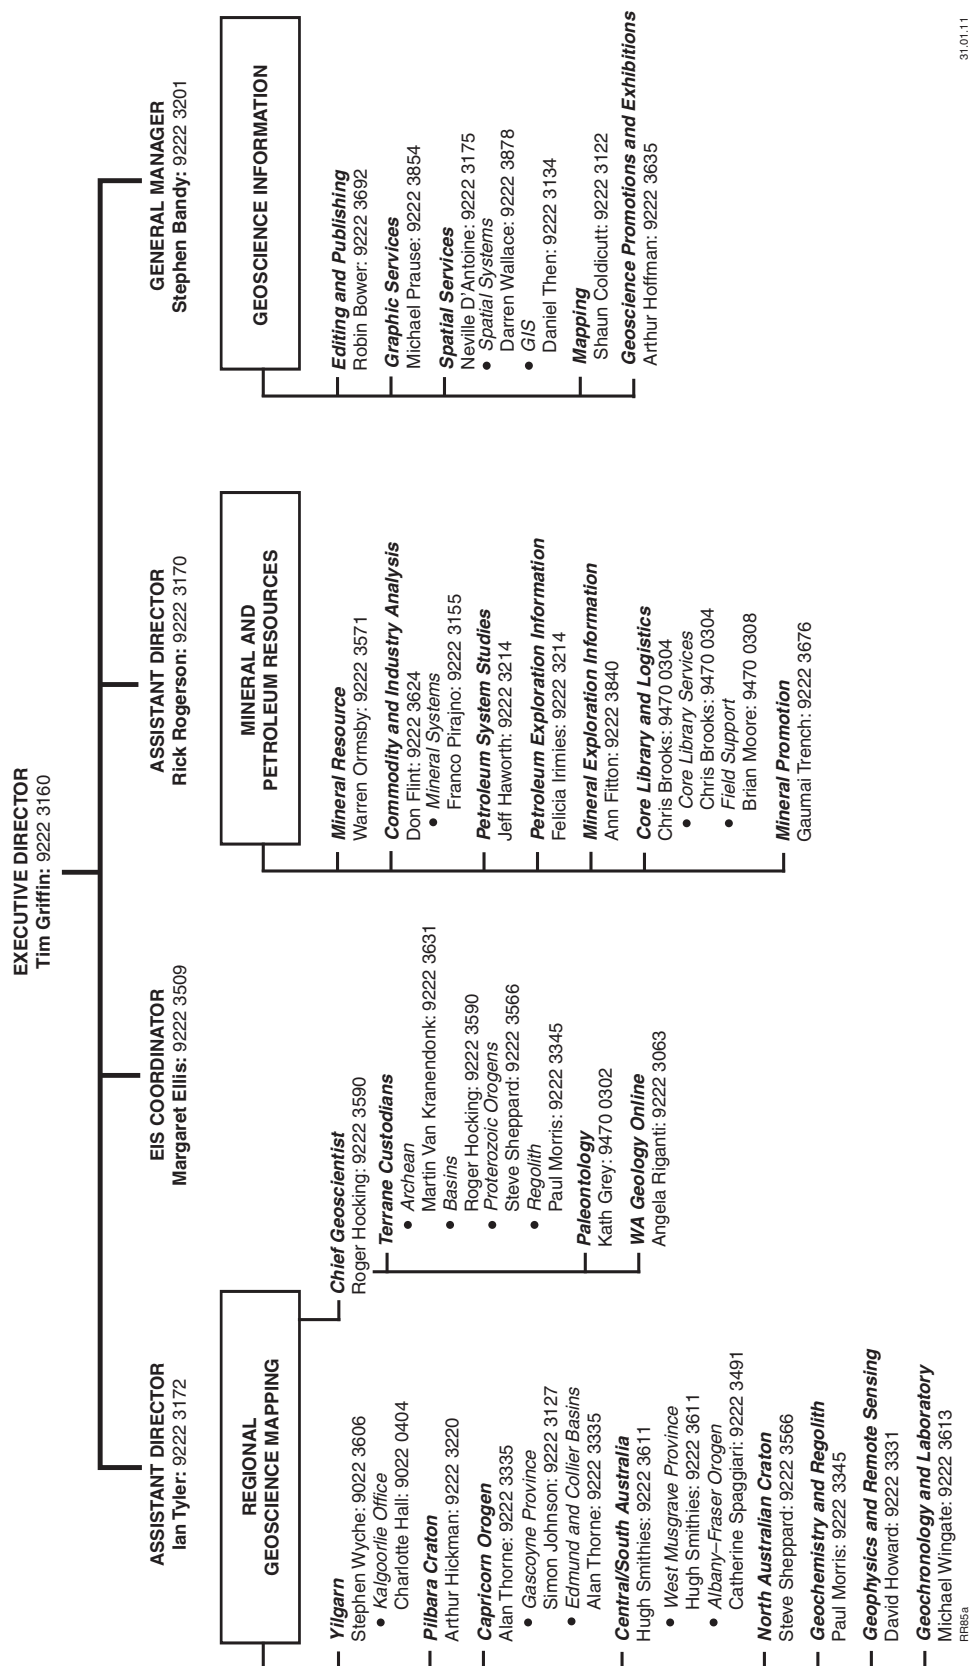 EXECUTIVE DIRECTOR
Tim Griffin: 9222 3160
ASSISTANT DIRECTOR
Ian Tyler: 9222 3172
EIS COORDINATOR
Margaret Ellis: 9222 3509
ASSISTANT DIRECTOR
Rick Rogerson: 9222 3170
GENERAL MANAGER
Stephen Bandy: 9222 3201
REGIONAL
GEOSCIENCE MAPPING
Yilgarn
Stephen Wyche: 9022 3606
• Kalgoorlie Office
Charlotte Hall: 9022 0404
Pilbara Craton
Arthur Hickman: 9222 3220
Capricorn Orogen
Alan Thorne: 9222 3335
• Gascoyne Province
Simon Johnson: 9222 3127
• Edmund and Collier Basins
Alan Thorne: 9222 3335
Central/South Australia
Hugh Smithies: 9222 3611
• West Musgrave Province
Hugh Smithies: 9222 3611
• Albany–Fraser Orogen
Catherine Spaggiari: 9222 3491
North Australian Craton
Steve Sheppard: 9222 3566
Geochemistry and Regolith
Paul Morris: 9222 3345
Geophysics and Remote Sensing
David Howard: 9222 3331
Geochronology and Laboratory
Michael Wingate: 9222 3613
Chief Geoscientist
Roger Hocking: 9222 3590
Terrane Custodians
• Archean
Martin Van Kranendonk: 9222 3631
• Basins
Roger Hocking: 9222 3590
• Proterozoic Orogens
Steve Sheppard: 9222 3566
• Regolith
Paul Morris: 9222 3345
Paleontology
Kath Grey: 9470 0302
WA Geology Online
Angela Riganti: 9222 3063
MINERAL AND
PETROLEUM RESOURCES
Mineral Resource
Warren Ormsby: 9222 3571
Commodity and Industry Analysis
Don Flint: 9222 3624
• Mineral Systems
Franco Pirajno: 9222 3155
Petroleum System Studies
Jeff Haworth: 9222 3214
Petroleum Exploration Information
Felicia Irimies: 9222 3214
Mineral Exploration Information
Ann Fitton: 9222 3840
Core Library and Logistics
Chris Brooks: 9470 0304
• Core Library Services
Chris Brooks: 9470 0304
• Field Support
Brian Moore: 9470 0308
Mineral Promotion
Gaumai Trench: 9222 3676
GEOSCIENCE INFORMATION
Editing and Publishing
Robin Bower: 9222 3692
Graphic Services
Michael Prause: 9222 3854
Spatial Services
Neville D'Antoine: 9222 3175
• Spatial Systems
Darren Wallace: 9222 3878
• GIS
Daniel Then: 9222 3134
Mapping
Shaun Coldicutt: 9222 3122
Geoscience Promotions and Exhibitions
Arthur Hoffman: 9222 3635
RR85a
31.01.11